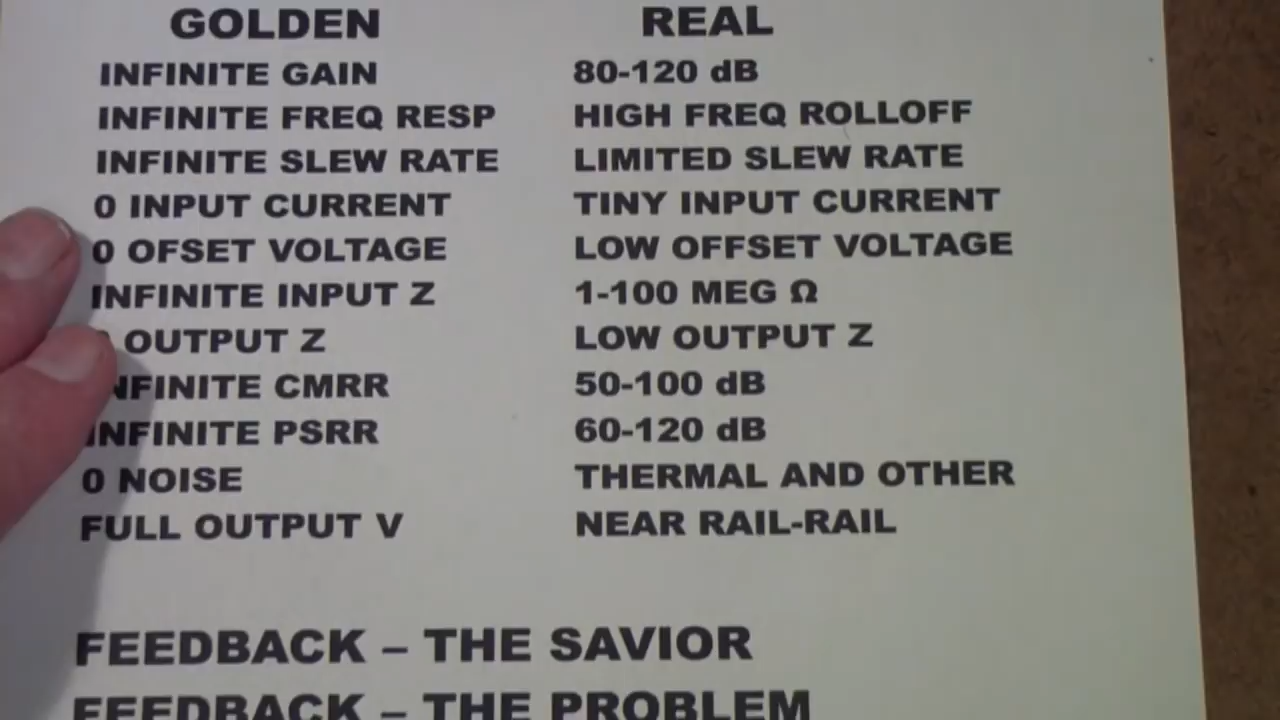 GOLDEN REAL
INFINITE GAIN 80-120 dB
INFINITE FREQ RESP HIGH FREQ ROLLOFF
INFINITE SLEW RATE LIMITED SLEW RATE
0 INPUT CURRENT TINY INPUT CURRENT
0 OFSET VOLTAGE LOW OFFSET VOLTAGE
INFINITE INPUT Z 1-100 MEG Ω
OUTPUT Z LOW OUTPUT Z
INFINITE CMRR 50-100 dB
INFINITE PSRR 60-120 dB
0 NOISE THERMAL AND OTHER
FULL OUTPUT V NEAR RAIL-RAIL
FEEDBACK – THE SAVIOR
FEEDBACK – THE PROBLEM